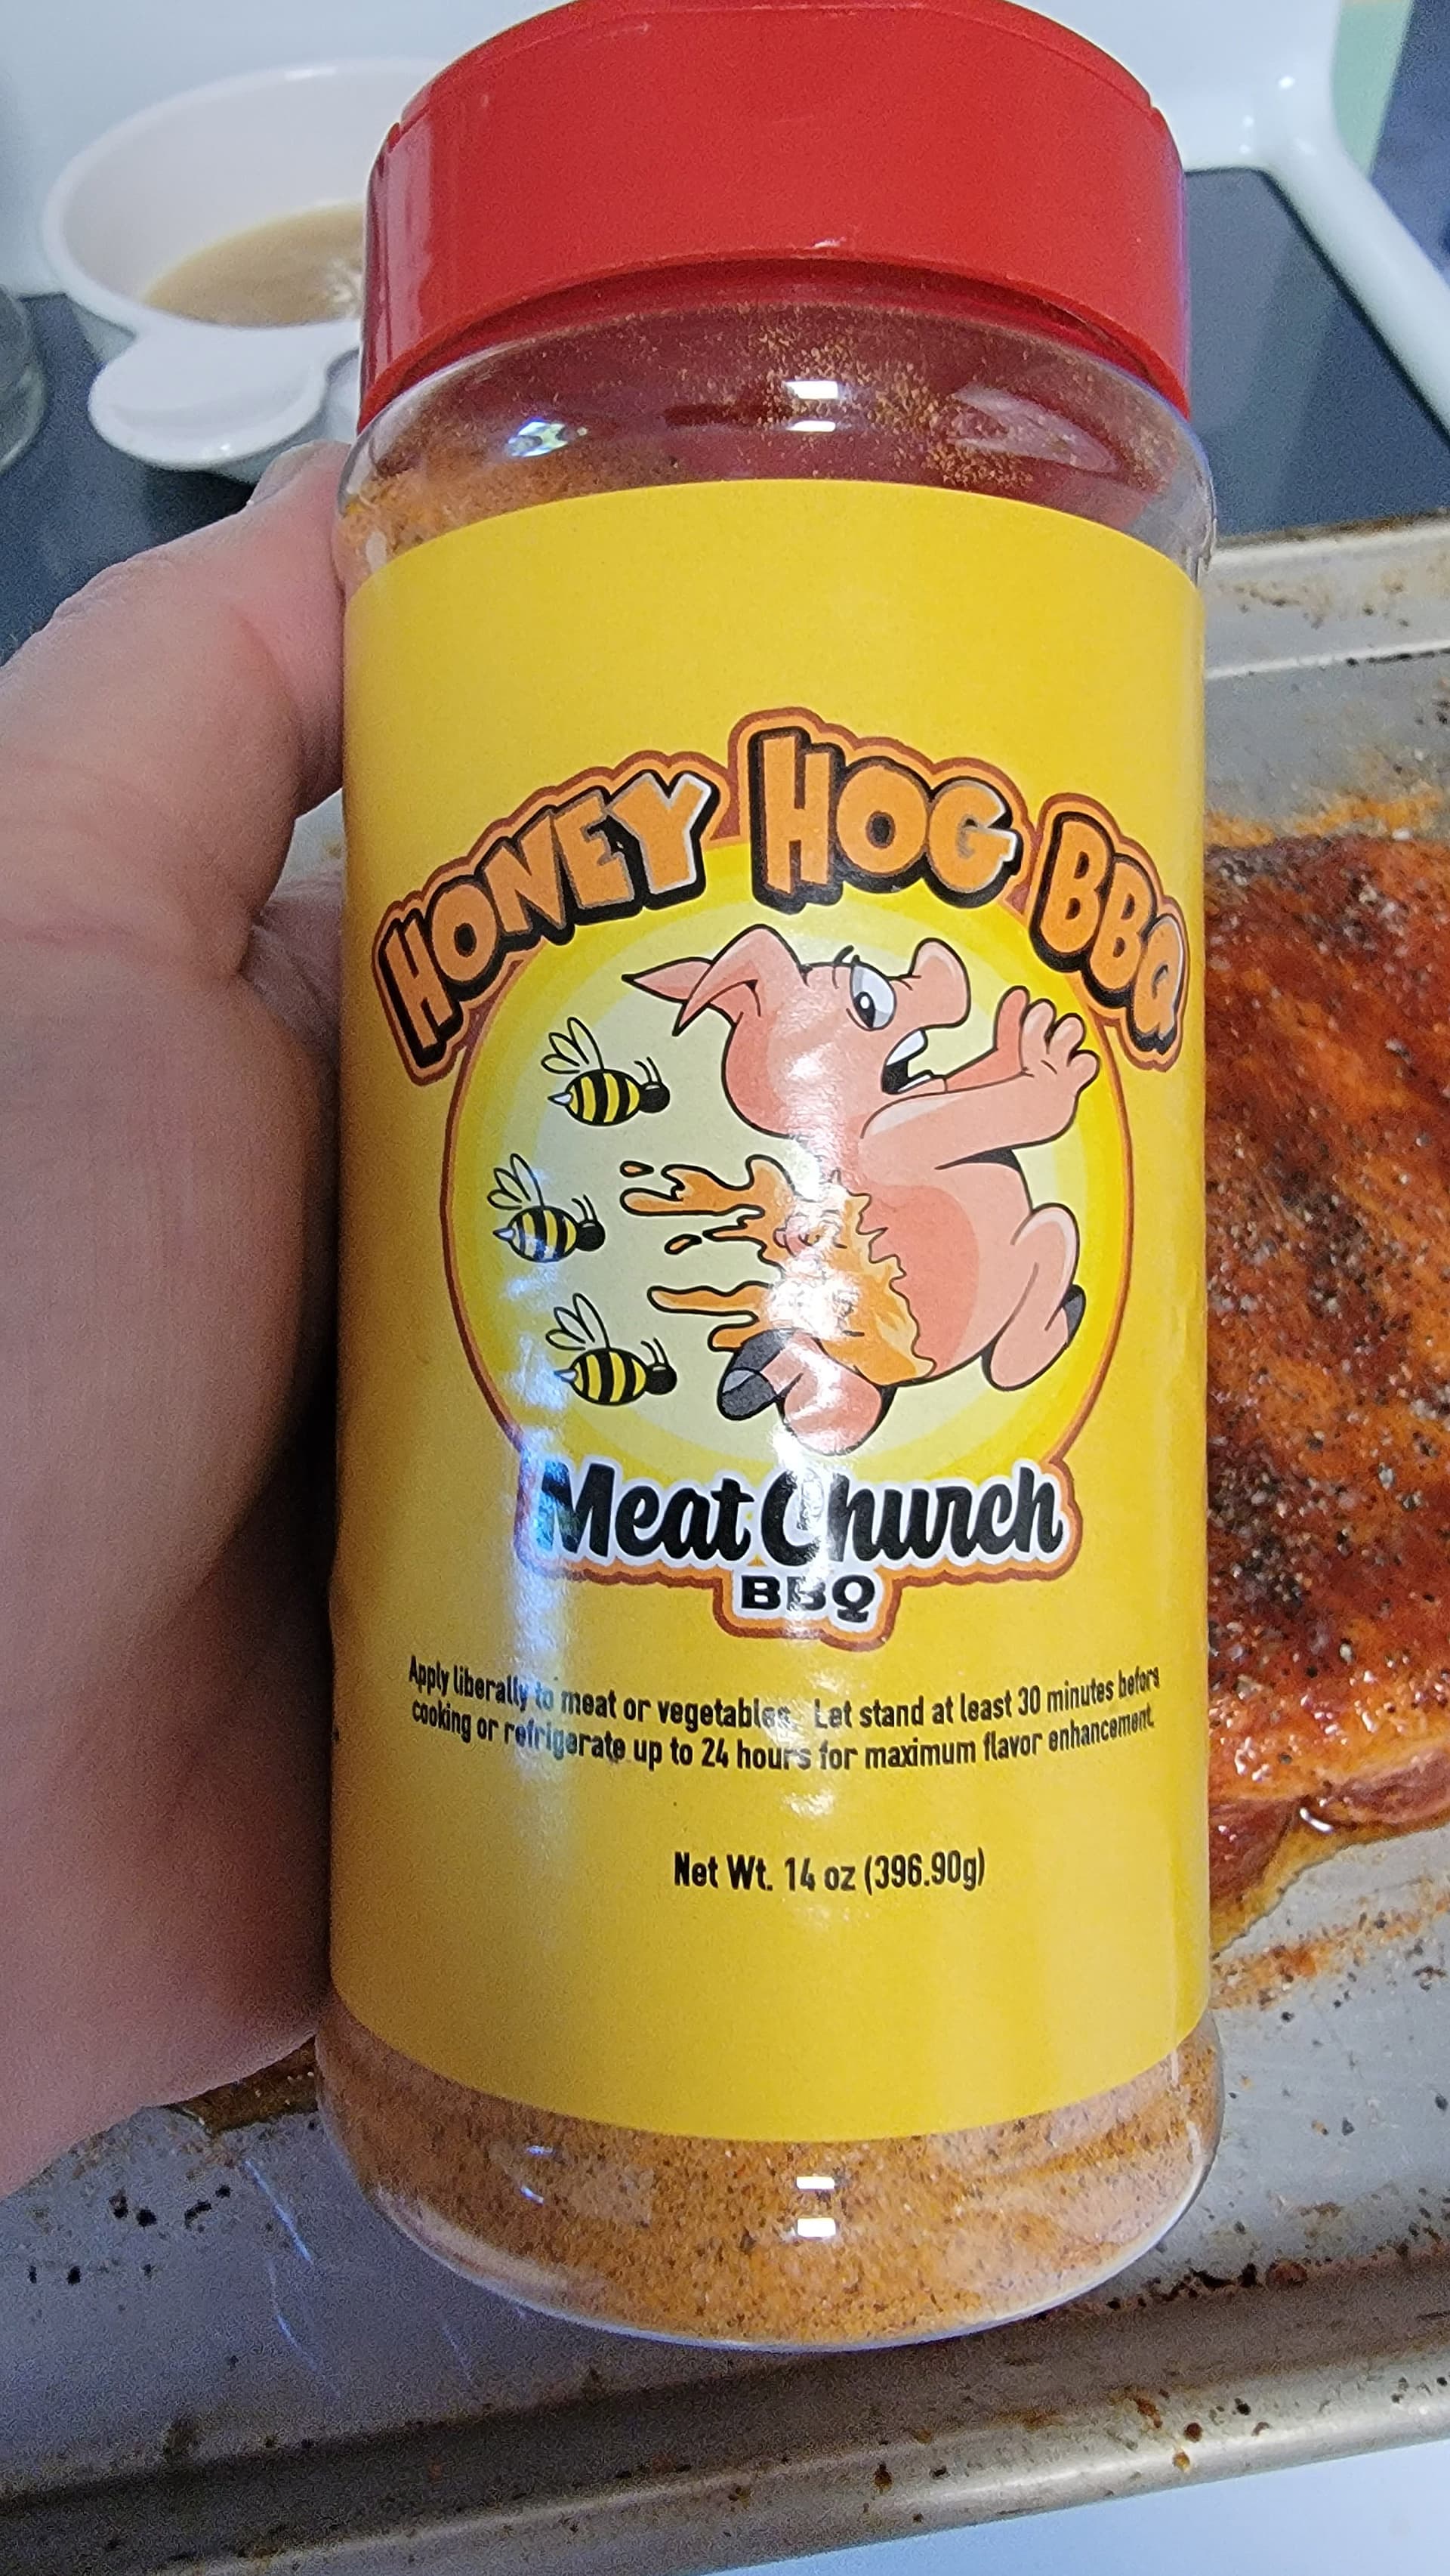 HONEY HOG BBQ
Meat Church
BBQ
Apply liberally to meat or vegetables. Let stand at least 30 minutes before
cooking or refrigerate up to 24 hours for maximum flavor enhancement.
Net Wt. 14 oz (396.90g)